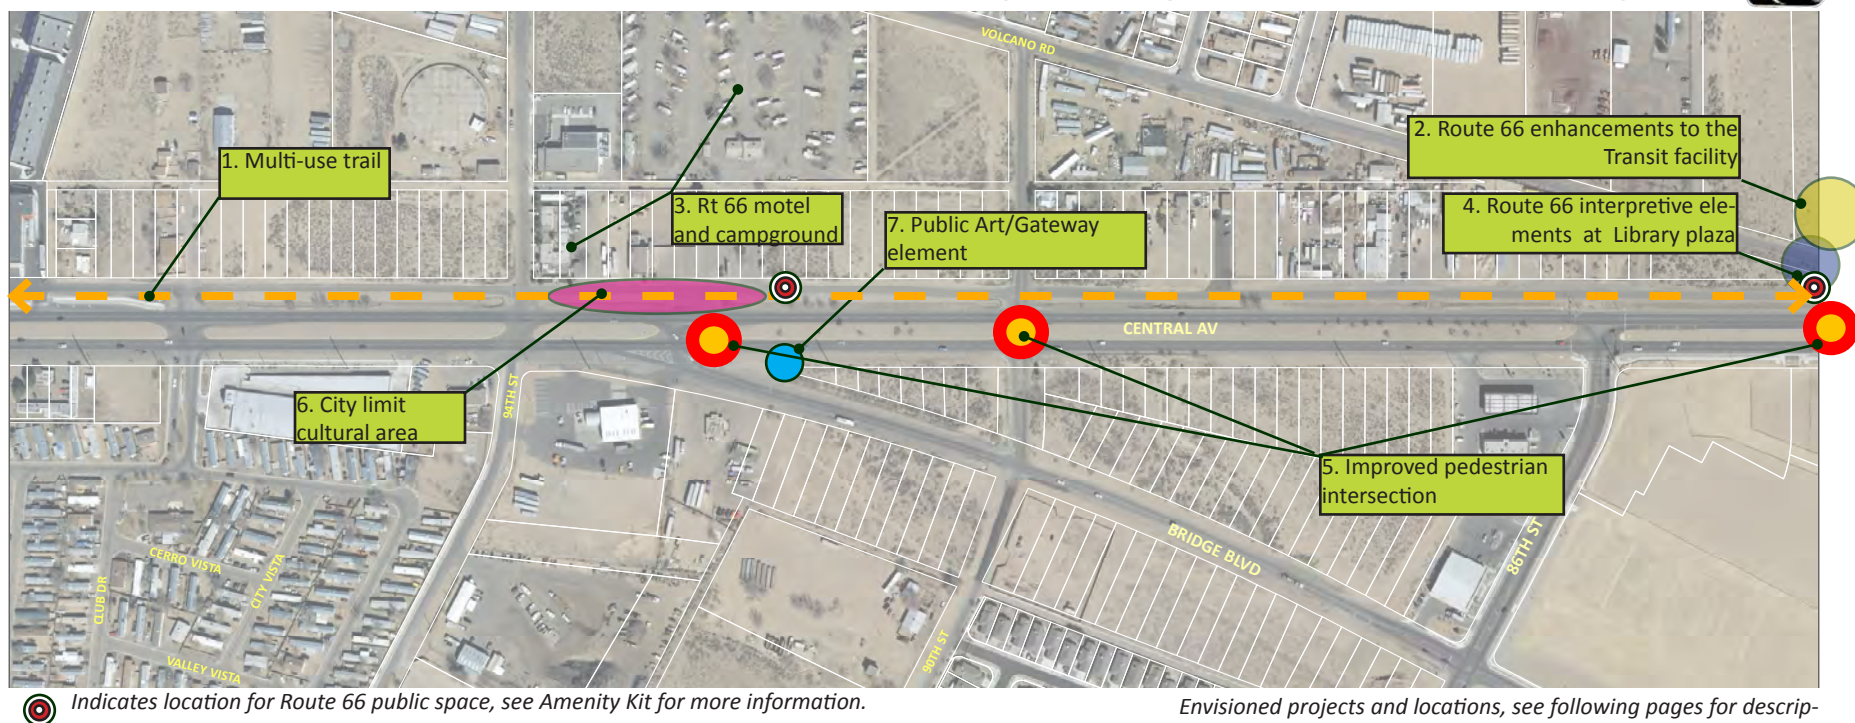 VOLCANO RD
2. Route 66 enhancements to the
Transit facility
1. Multi-use trail
3. Rt 66 motel
and campground
4. Route 66 interpretive ele-
ments at Library plaza
7. Public Art/Gateway
element
CENTRAL AV
94TH ST
6. City limit
cultural area
5. Improved pedestrian
intersection
BRIDGE BLVD
86TH ST
CERRO VISTA
CITY VISTA
CLUB DR
VALLEY VISTA
90TH ST
Indicates location for Route 66 public space, see Amenity Kit for more information.
Envisioned projects and locations, see following pages for descrip-